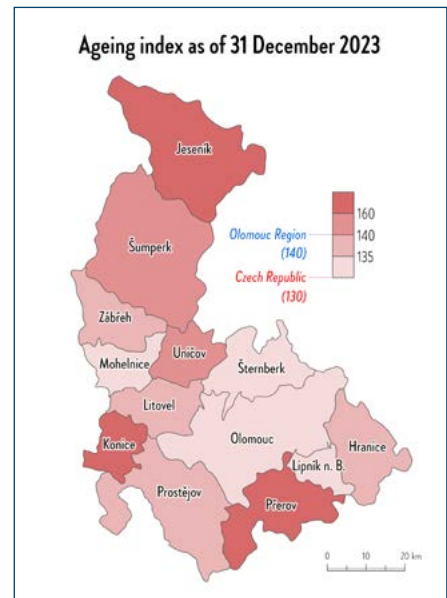 Ageing index as of 31 December 2023
Jeseník
Šumperk
Olomouc Region
(140)
Czech Republic
(130)
160
140
135
Zábřeh
Mohelnice
Uničov
Šternberk
Litovel
Konice
Olomouc
Hranice
Lipník n. B.
Prostějov
Přerov
0 10 20 km